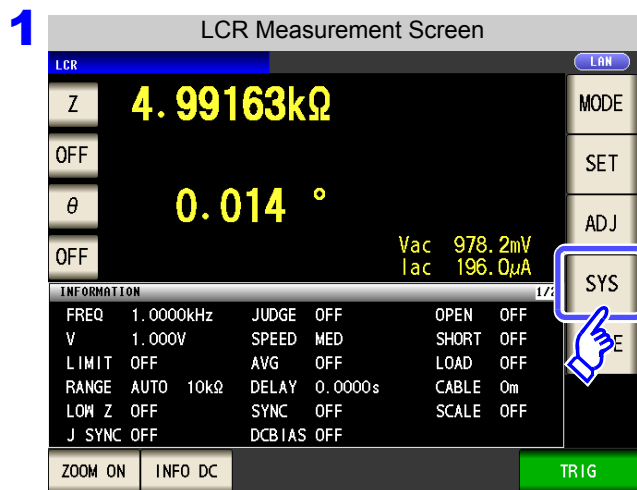 1
LCR Measurement Screen
LCR
LAN
Z
4.99163kΩ
MODE
OFF
SET
θ
0.014 °
ADJ
OFF
Vac 978.2mV
Iac 196.0μA
SYS
INFORMATION
FREQ 1.0000kHz JUDGE OFF OPEN OFF
V 1.000V SPEED MED SHORT OFF
LIMIT OFF AVG OFF LOAD OFF
RANGE AUTO 10kΩ DELAY 0.0000s CABLE 0m
LOW Z OFF SYNC OFF SCALE OFF
J SYNC OFF DCBIAS OFF
ZOOM ON INFO DC TRIG